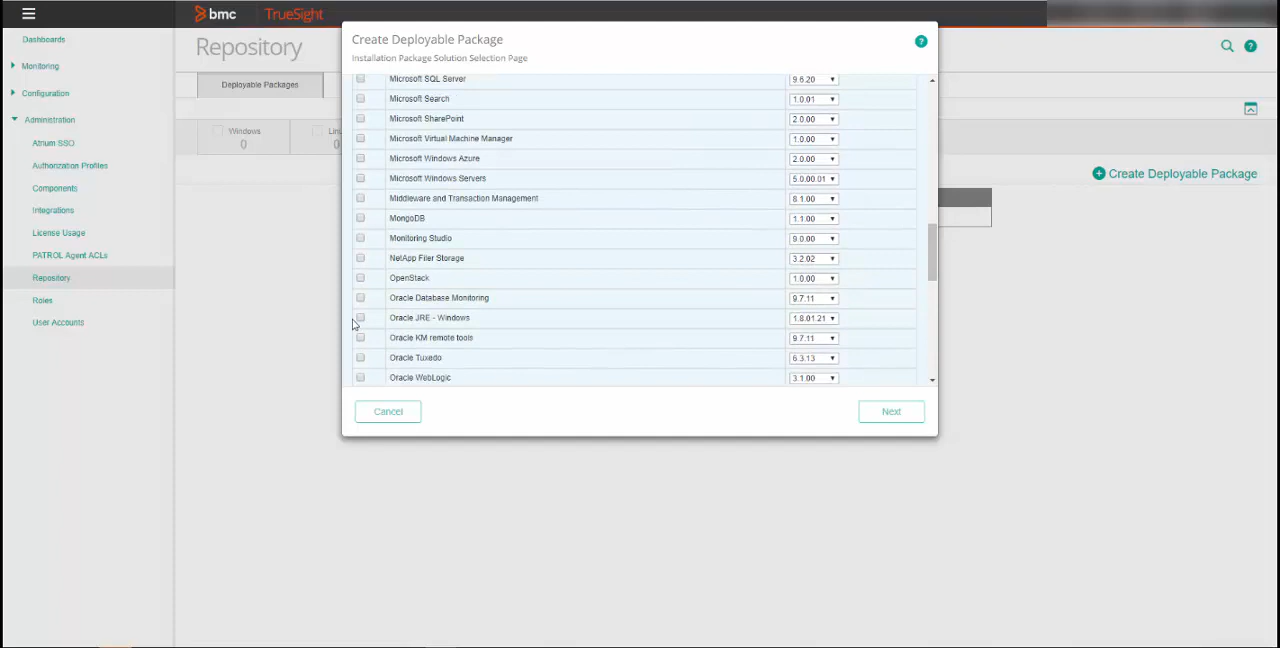 bmc TrueSight
Dashboards
Monitoring
Configuration
Administration
Atrium SSO
Authorization Profiles
Components
Integrations
License Usage
PATROL Agent ACLs
Repository
Roles
User Accounts
Repository
Deployable Packages
Windows
0
Lin
0
Create Deployable Package
Create Deployable Package
?
Installation Package Solution Selection Page
Microsoft SQL Server 9.6.20
Microsoft Search 1.0.01
Microsoft SharePoint 2.0.00
Microsoft Virtual Machine Manager 1.0.00
Microsoft Windows Azure 2.0.00
Microsoft Windows Servers 5.0.00.01
Middleware and Transaction Management 8.1.00
MongoDB 1.1.00
Monitoring Studio 9.0.00
NetApp Filer Storage 3.2.02
OpenStack 1.0.00
Oracle Database Monitoring 9.7.11
Oracle JRE - Windows 1.8.01.21
Oracle KM remote tools 9.7.11
Oracle Tuxedo 6.3.13
Oracle WebLogic 3.1.00
Cancel Next